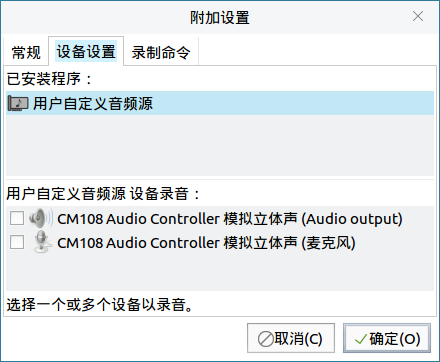 附加设置
常规 设备设置 录制命令
已安装程序：
用户自定义音频源
用户自定义音频源 设备录音：
CM108 Audio Controller 模拟立体声 (Audio output)
CM108 Audio Controller 模拟立体声 (麦克风)
选择一个或多个设备以录音。
取消(C) 确定(O)